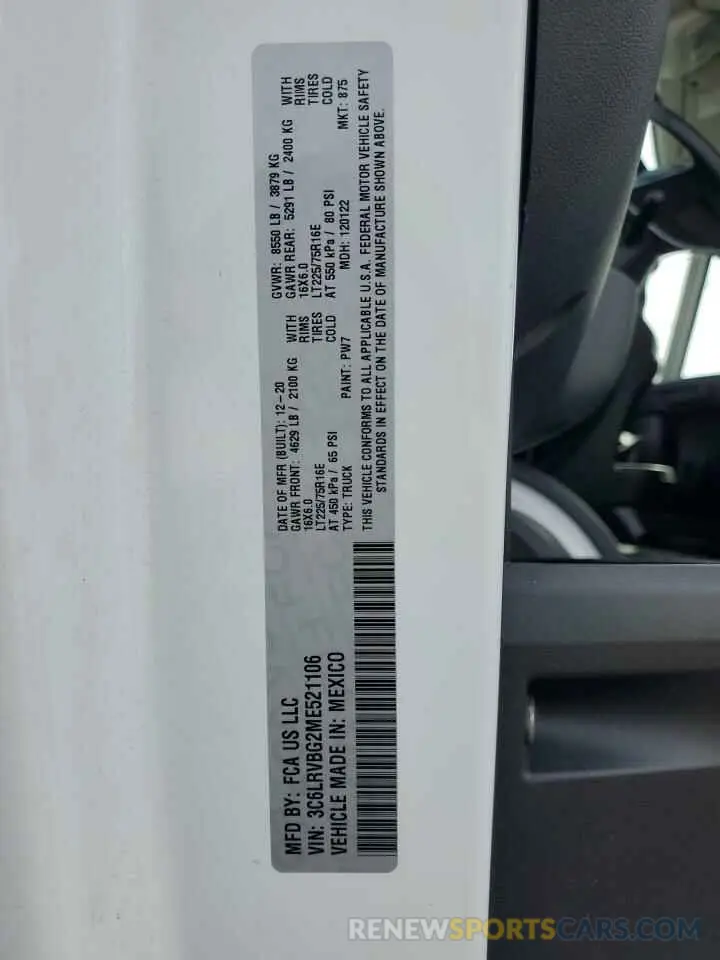 MFD BY: FCA US LLC
VIN: 3C6LRVBG2ME521106
VEHICLE MADE IN: MEXICO
DATE OF MFR (BUILT): 12-20 GVWR: 8550 LB / 3879 KG
GAWR FRONT: 4629 LB / 2100 KG WITH GAWR REAR: 5291 LB / 2400 KG WITH
16X6.0 RIMS 16X6.0 RIMS
LT225/75R16E TIRES LT225/75R16E TIRES
AT 450 kPa / 65 PSI COLD AT 550 kPa / 80 PSI COLD
TYPE: TRUCK PAINT: PW7 MDH: 120122 MKT: 875
THIS VEHICLE CONFORMS TO ALL APPLICABLE U.S.A. FEDERAL MOTOR VEHICLE SAFETY
STANDARDS IN EFFECT ON THE DATE OF MANUFACTURE SHOWN ABOVE.
RENEWSPORTSCARS.COM